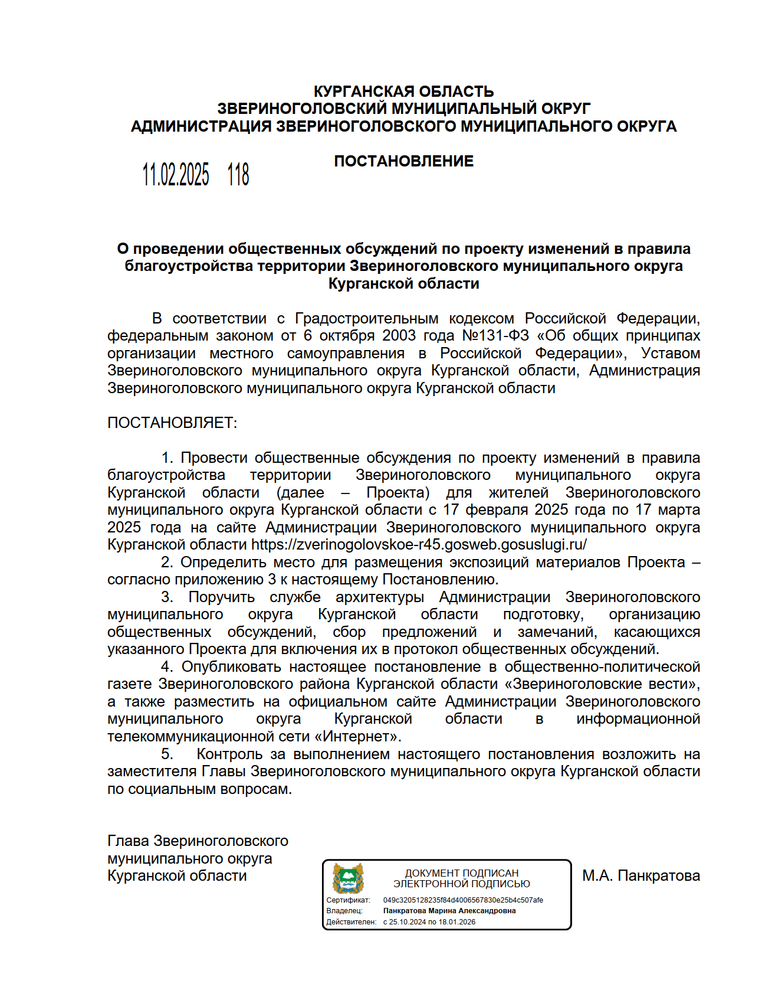 КУРГАНСКАЯ ОБЛАСТЬ
ЗВЕРИНОГОЛОВСКИЙ МУНИЦИПАЛЬНЫЙ ОКРУГ
АДМИНИСТРАЦИЯ ЗВЕРИНОГОЛОВСКОГО МУНИЦИПАЛЬНОГО ОКРУГА
ПОСТАНОВЛЕНИЕ
11.02.2025 118
О проведении общественных обсуждений по проекту изменений в правила
благоустройства территории Звериноголовского муниципального округа
Курганской области
В соответствии с Градостроительным кодексом Российской Федерации,
федеральным законом от 6 октября 2003 года №131-ФЗ «Об общих принципах
организации местного самоуправления в Российской Федерации», Уставом
Звериноголовского муниципального округа Курганской области, Администрация
Звериноголовского муниципального округа Курганской области
ПОСТАНОВЛЯЕТ:
1. Провести общественные обсуждения по проекту изменений в правила
благоустройства территории Звериноголовского муниципального округа
Курганской области (далее – Проекта) для жителей Звериноголовского
муниципального округа Курганской области с 17 февраля 2025 года по 17 марта
2025 года на сайте Администрации Звериноголовского муниципального округа
Курганской области https://zverinogolovskoe-r45.gosweb.gosuslugi.ru/
2. Определить место для размещения экспозиций материалов Проекта –
согласно приложению 3 к настоящему Постановлению.
3. Поручить службе архитектуры Администрации Звериноголовского
муниципального округа Курганской области подготовку, организацию
общественных обсуждений, сбор предложений и замечаний, касающихся
указанного Проекта для включения их в протокол общественных обсуждений.
4. Опубликовать настоящее постановление в общественно-политической
газете Звериноголовского района Курганской области «Звериноголовские вести»,
а также разместить на официальном сайте Администрации Звериноголовского
муниципального округа Курганской области в информационной
телекоммуникационной сети «Интернет».
5. Контроль за выполнением настоящего постановления возложить на
заместителя Главы Звериноголовского муниципального округа Курганской области
по социальным вопросам.
Глава Звериноголовского
муниципального округа
Курганской области М.А. Панкратова
ДОКУМЕНТ ПОДПИСАН
ЭЛЕКТРОННОЙ ПОДПИСЬЮ
Сертификат: 049c3205128235f84d4006567830e25b4c507afe
Владелец: Панкратова Марина Александровна
Действителен: с 25.10.2024 по 18.01.2026